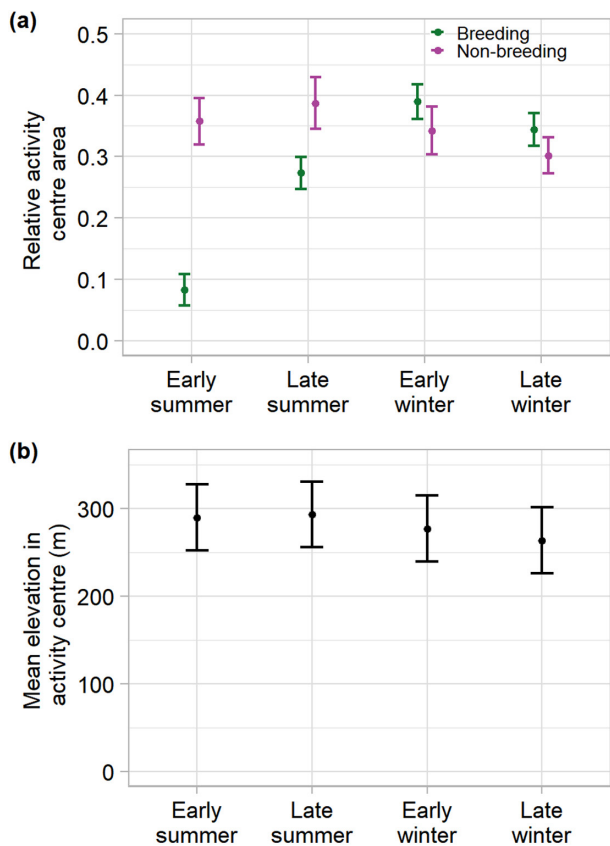 (a)
Relative activity
centre area
0.5
0.4
0.3
0.2
0.1
0.0
Breeding
Non-breeding
Early
summer
Late
summer
Early
winter
Late
winter
(b)
Mean elevation in
activity centre (m)
300
200
100
0
Early
summer
Late
summer
Early
winter
Late
winter